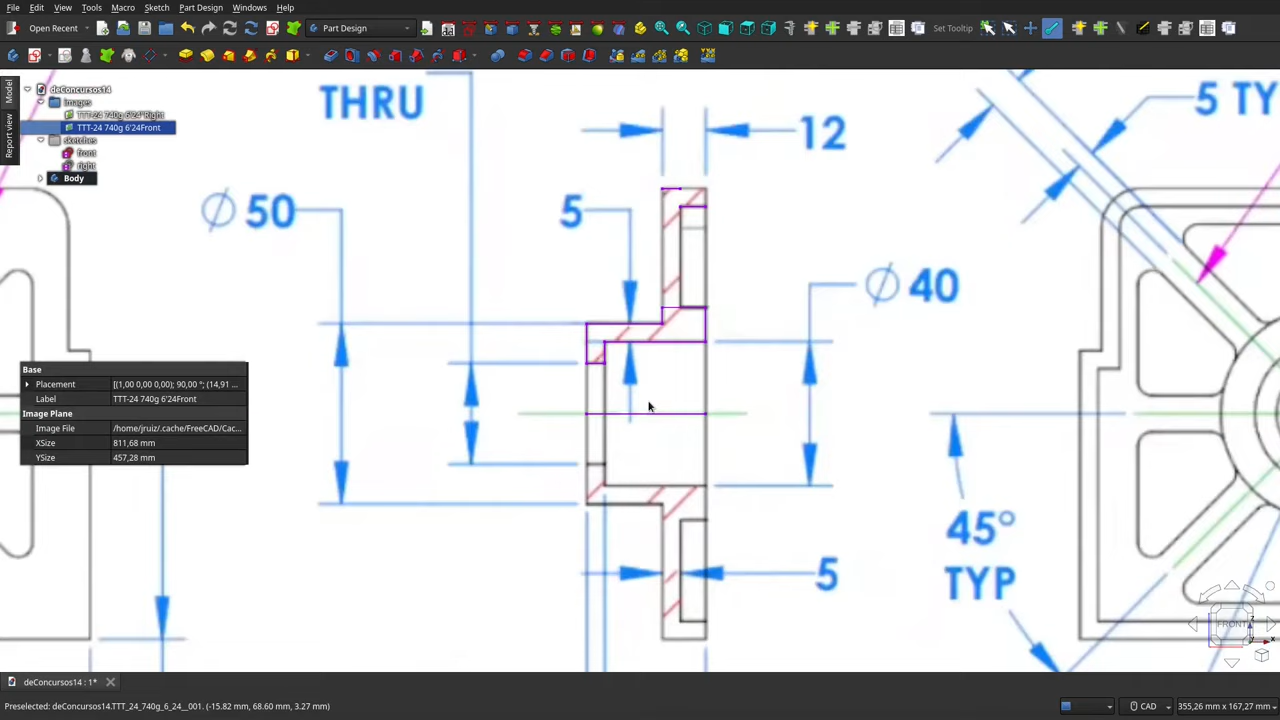 File Edit View Tools Macro Sketch Part Design Windows Help
Open Recent Part Design Set Tooltip
Model
Report view
deConcursos14
images
TTT-24 740g 6'24"Right
TTT-24 740g 6'24Front
sketches
front
right
Body
THRU
12
5 TY
∅ 50
5
∅ 40
45°
TYP
5
Base
Placement [(1,00 0,00 0,00); 90,00 °; (14,91 ...
Label TTT-24 740g 6'24Front
Image Plane
Image File /home/jruiz/.cache/FreeCAD/Cac...
XSize 811,68 mm
YSize 457,28 mm
FRONT
z
x
deConcursos14 : 1*
Preselected: deConcursos14.TTT_24_740g_6_24__001. (-15.82 mm, 68.60 mm, 3.27 mm)
CAD 355,26 mm x 167,27 mm